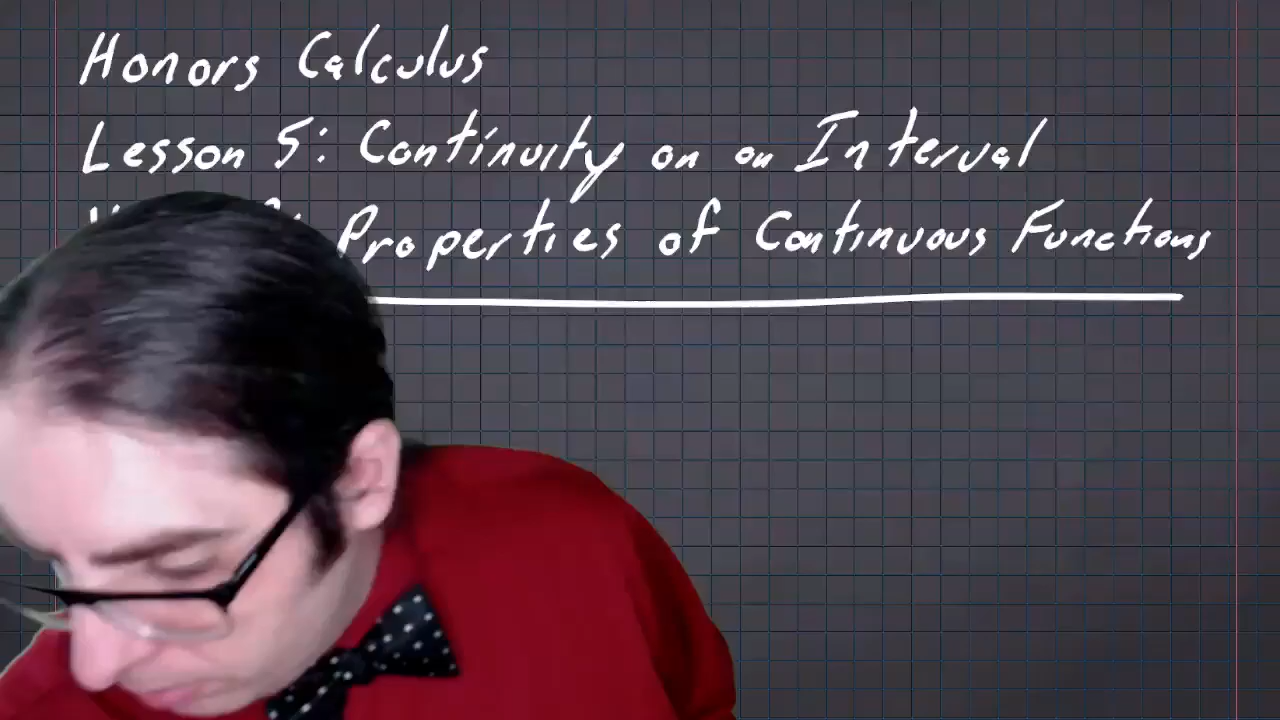 Honors Calculus
Lesson 5: Continuity on an Interval
Properties of Continuous Functions